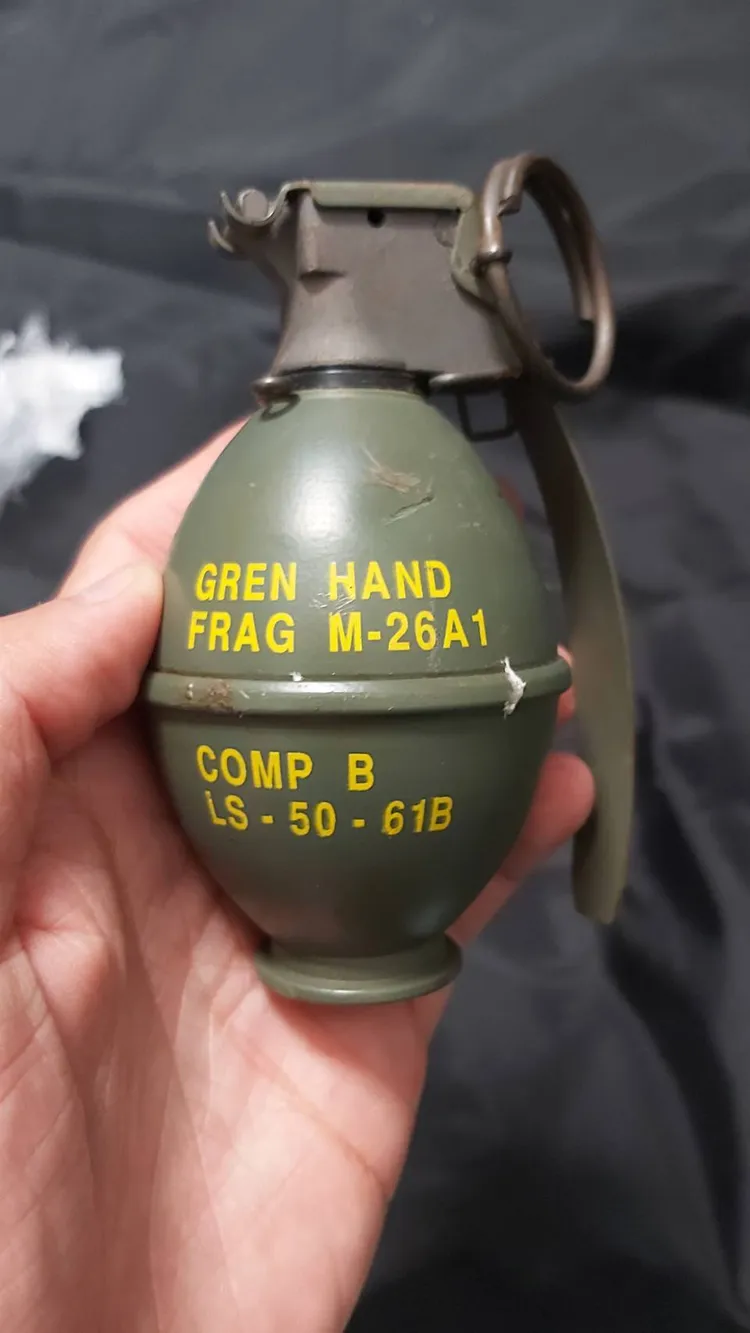 GREN HAND
FRAG M-26A1
COMP B
LS - 50 - 61B